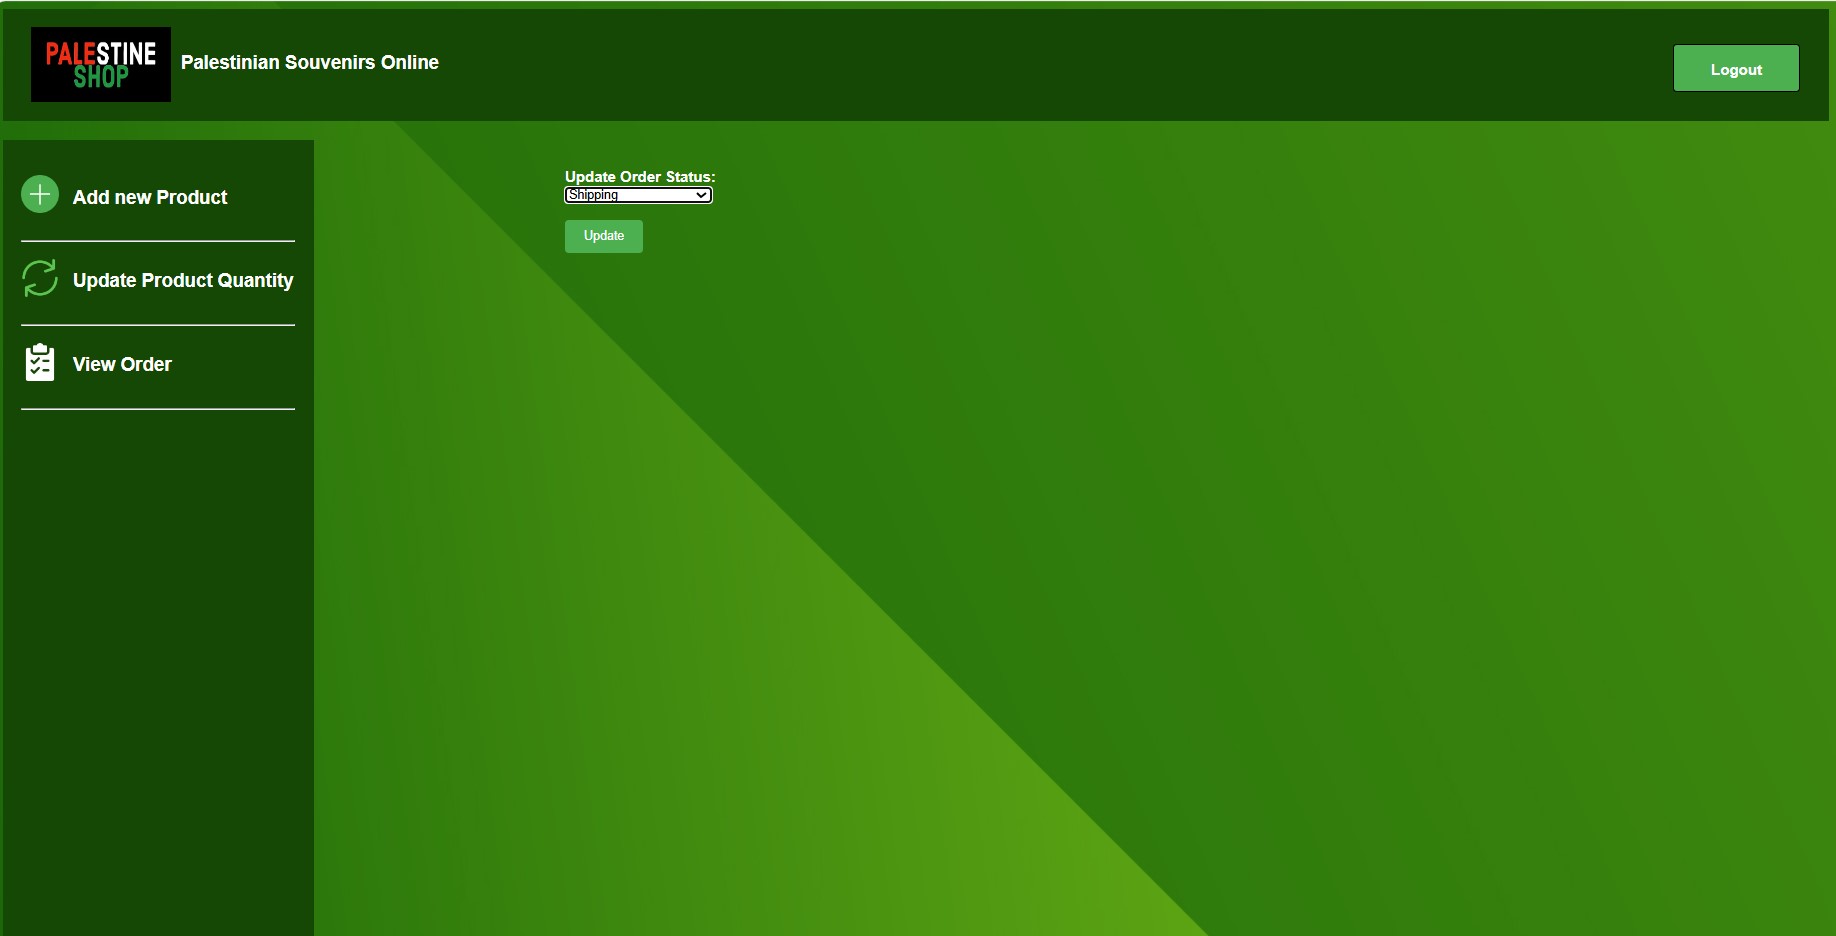 PALESTINE
SHOP
Palestinian Souvenirs Online
Logout
Add new Product
Update Product Quantity
View Order
Update Order Status:
Shipping
Update